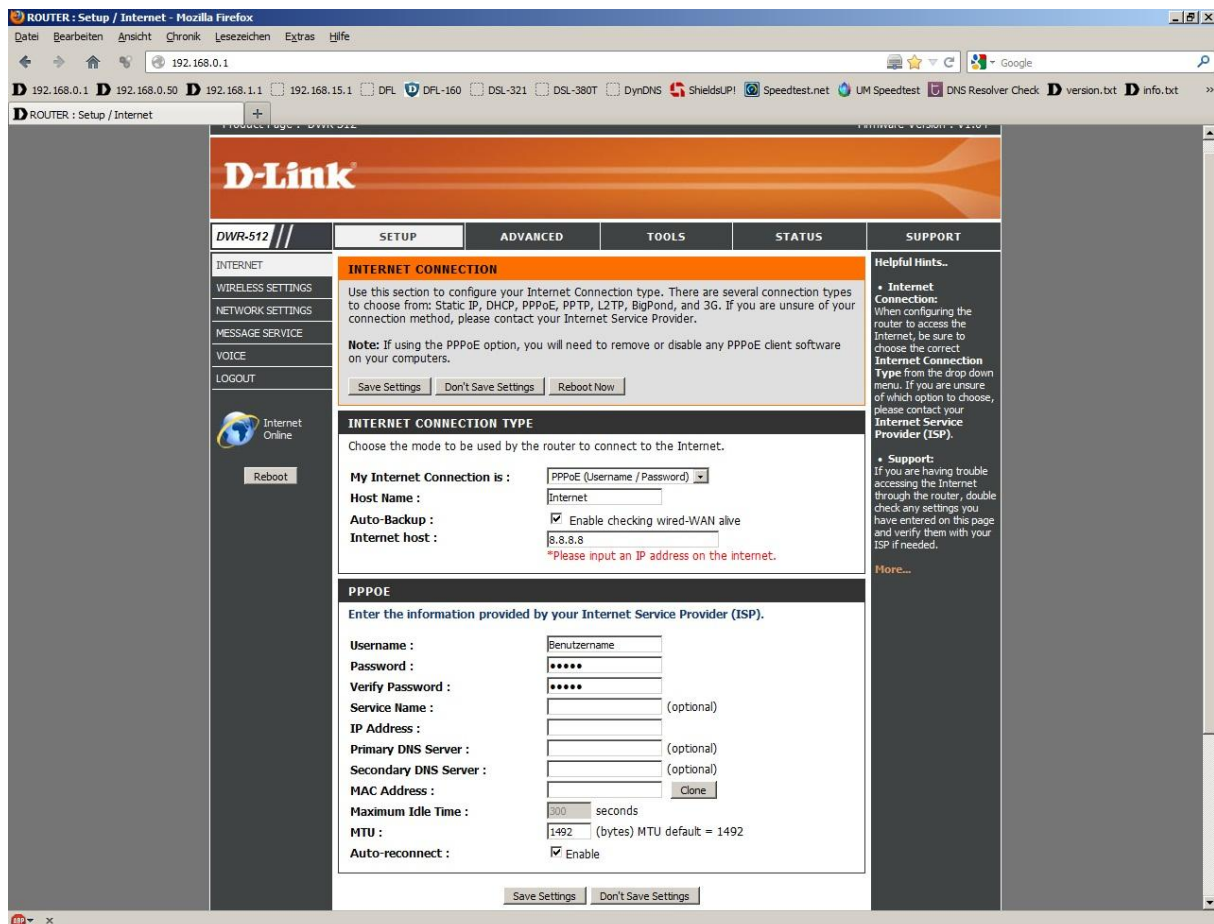 ROUTER : Setup / Internet - Mozilla Firefox
Datei Bearbeiten Ansicht Chronik Lesezeichen Extras Hilfe
192.168.0.1 Google
192.168.0.1 192.168.0.50 192.168.1.1 192.168.15.1 DFL DFL-160 DSL-321 DSL-380T DynDNS ShieldsUP! Speedtest.net UM Speedtest DNS Resolver Check version.txt info.txt »
ROUTER : Setup / Internet +
Product Page : DWR-512 Firmware Version : V1.04
D-Link
DWR-512 SETUP ADVANCED TOOLS STATUS SUPPORT
INTERNET
WIRELESS SETTINGS
NETWORK SETTINGS
MESSAGE SERVICE
VOICE
LOGOUT
Internet
Online
Reboot
INTERNET CONNECTION
Use this section to configure your Internet Connection type. There are several connection types
to choose from: Static IP, DHCP, PPPoE, PPTP, L2TP, BigPond, and 3G. If you are unsure of your
connection method, please contact your Internet Service Provider.
Note: If using the PPPoE option, you will need to remove or disable any PPPoE client software
on your computers.
Save Settings Don't Save Settings Reboot Now
INTERNET CONNECTION TYPE
Choose the mode to be used by the router to connect to the Internet.
My Internet Connection is : PPPoE (Username / Password)
Host Name : Internet
Auto-Backup : Enable checking wired-WAN alive
Internet host : 8.8.8.8
*Please input an IP address on the internet.
PPPOE
Enter the information provided by your Internet Service Provider (ISP).
Username : Benutzername
Password : •••••
Verify Password : •••••
Service Name : (optional)
IP Address :
Primary DNS Server : (optional)
Secondary DNS Server : (optional)
MAC Address : Clone
Maximum Idle Time : 300 seconds
MTU : 1492 (bytes) MTU default = 1492
Auto-reconnect : Enable
Save Settings Don't Save Settings
Helpful Hints..
• Internet
Connection:
When configuring the
router to access the
Internet, be sure to
choose the correct
Internet Connection
Type from the drop down
menu. If you are unsure
of which option to choose,
please contact your
Internet Service
Provider (ISP).
• Support:
If you are having trouble
accessing the Internet
through the router, double
check any settings you
have entered on this page
and verify them with your
ISP if needed.
More...
ABP x